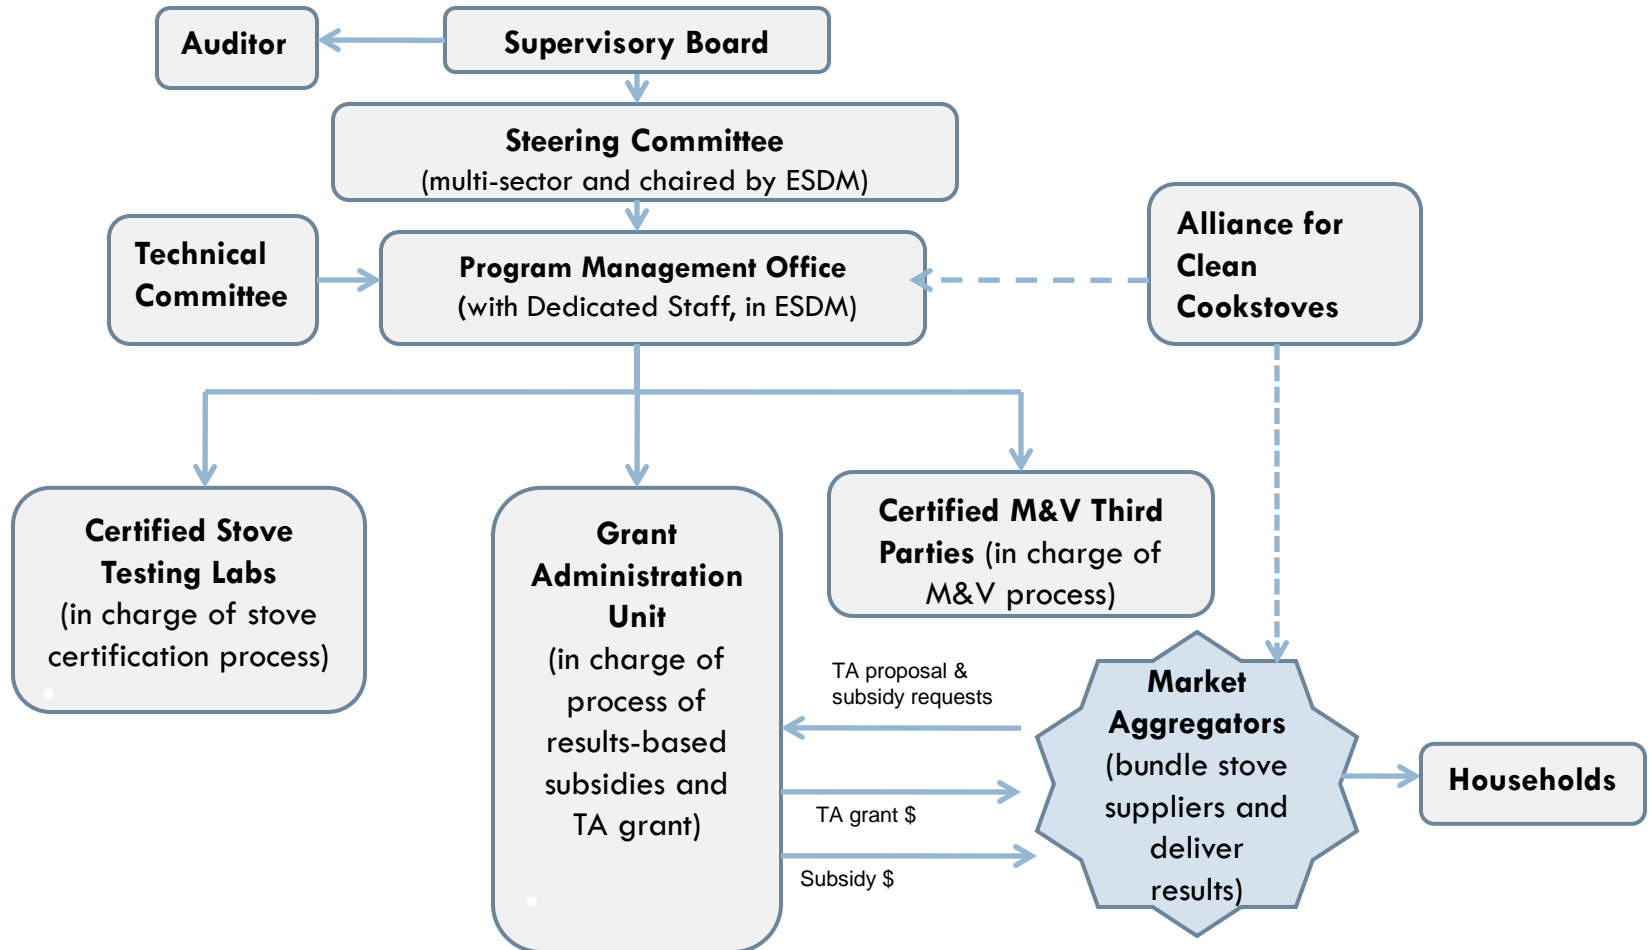 Auditor
Supervisory Board
Steering Committee
(multi-sector and chaired by ESDM)
Technical
Committee
Program Management Office
(with Dedicated Staff, in ESDM)
Alliance for
Clean
Cookstoves
Certified Stove
Testing Labs
(in charge of stove
certification process)
Grant
Administration
Unit
(in charge of
process of
results-based
subsidies and
TA grant)
Certified M&V Third
Parties (in charge of
M&V process)
TA proposal &
subsidy requests
TA grant $
Subsidy $
Market
Aggregators
(bundle stove
suppliers and
deliver
results)
Households